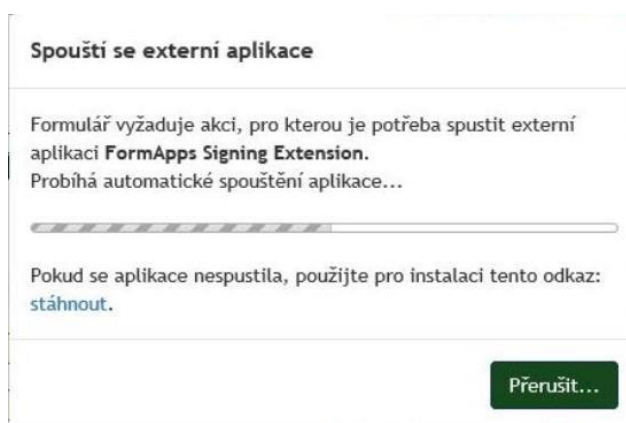 Spouští se externí aplikace
Formulář vyžaduje akci, pro kterou je potřeba spustit externí
aplikaci FormApps Signing Extension.
Probíhá automatické spouštění aplikace...
Pokud se aplikace nespustila, použijte pro instalaci tento odkaz:
stáhnout.
Přerušit...